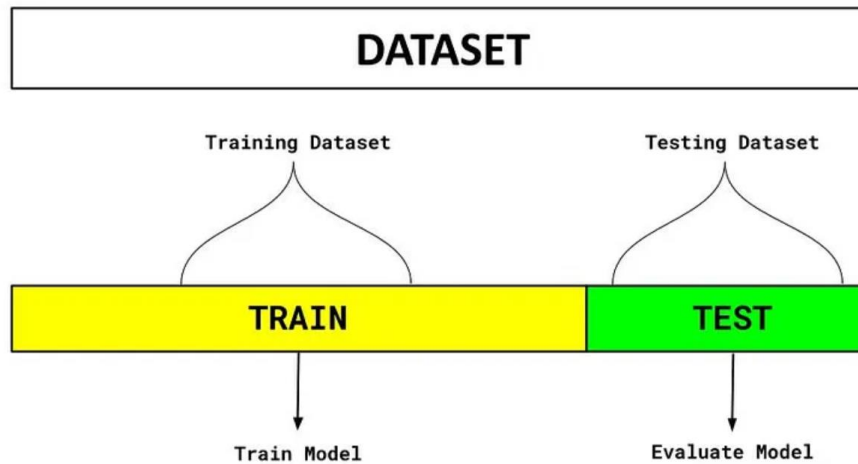 DATASET
Training Dataset
Testing Dataset
TRAIN
TEST
Train Model
Evaluate Model